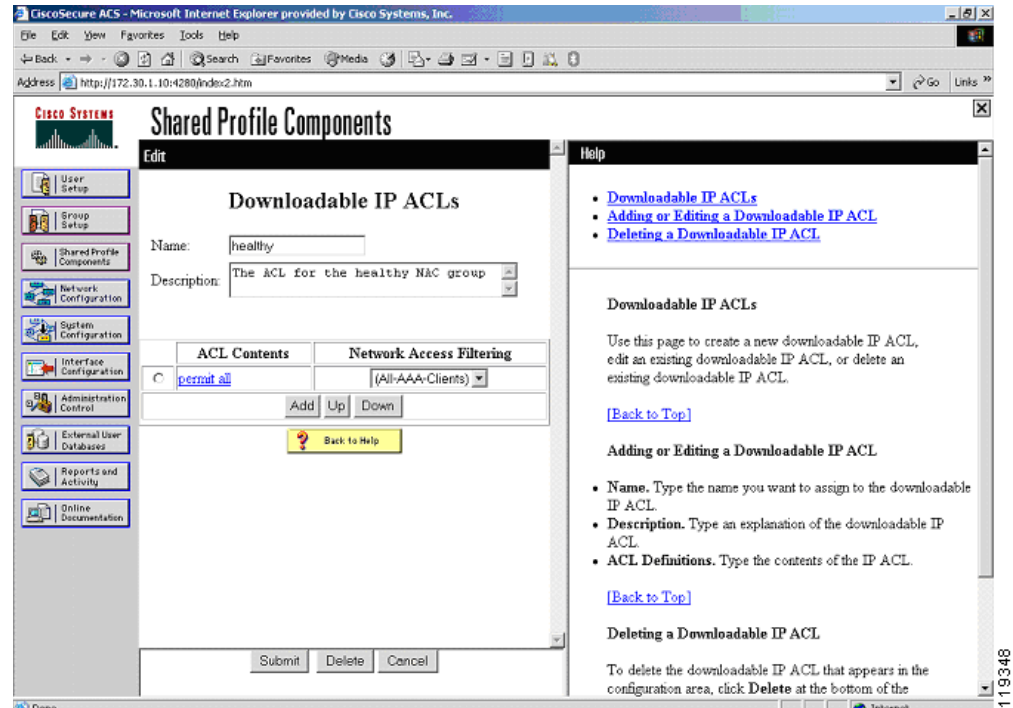 CiscoSecure ACS - Microsoft Internet Explorer provided by Cisco Systems, Inc.
File Edit View Favorites Tools Help
Back Search Favorites Media
Address http://172.30.1.10:4280/index2.htm Go Links »
CISCO SYSTEMS
Shared Profile Components
Edit
Help
User
Setup
Group
Setup
Shared Profile
Components
Network
Configuration
System
Configuration
Interface
Configuration
Administration
Control
External User
Databases
Reports and
Activity
Online
Documentation
Downloadable IP ACLs
Name: healthy
Description: The ACL for the healthy NAC group
ACL Contents Network Access Filtering
permit all (All-AAA-Clients)
Add Up Down
? Back to Help
Submit Delete Cancel
• Downloadable IP ACLs
• Adding or Editing a Downloadable IP ACL
• Deleting a Downloadable IP ACL
Downloadable IP ACLs
Use this page to create a new downloadable IP ACL,
edit an existing downloadable IP ACL, or delete an
existing downloadable IP ACL.
[Back to Top]
Adding or Editing a Downloadable IP ACL
• Name. Type the name you want to assign to the downloadable
IP ACL.
• Description. Type an explanation of the downloadable IP
ACL.
• ACL Definitions. Type the contents of the IP ACL.
[Back to Top]
Deleting a Downloadable IP ACL
To delete the downloadable IP ACL that appears in the
configuration area, click Delete at the bottom of the
119348